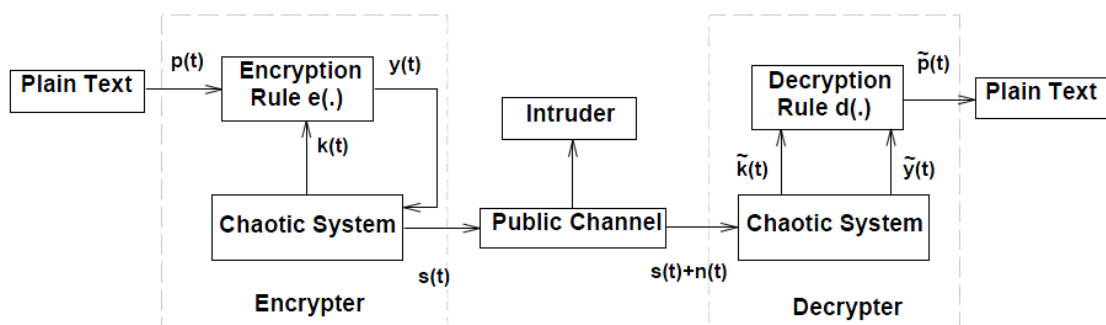 Plain Text
p(t)
Encryption
Rule e(.)
y(t)
k(t)
Chaotic System
s(t)
Encrypter
Intruder
Public Channel
s(t)+n(t)
Decryption
Rule d(.)
p̃(t)
Plain Text
k̃(t)
ỹ(t)
Chaotic System
Decrypter